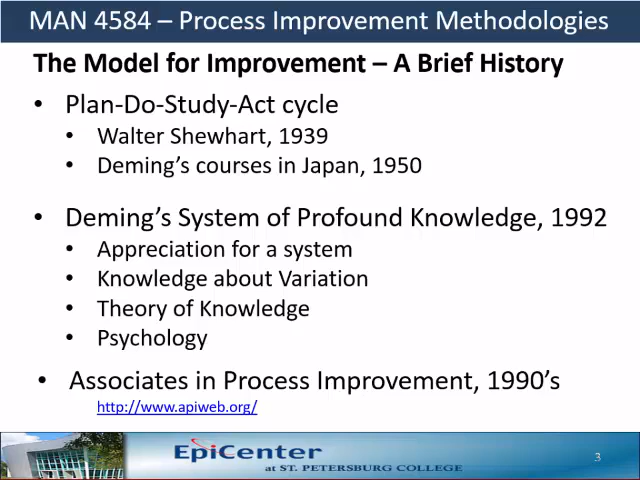 MAN 4584 – Process Improvement Methodologies
The Model for Improvement – A Brief History
• Plan-Do-Study-Act cycle
• Walter Shewhart, 1939
• Deming's courses in Japan, 1950
• Deming's System of Profound Knowledge, 1992
• Appreciation for a system
• Knowledge about Variation
• Theory of Knowledge
• Psychology
• Associates in Process Improvement, 1990's
http://www.apiweb.org/
EpiCenter
at ST. PETERSBURG COLLEGE
3